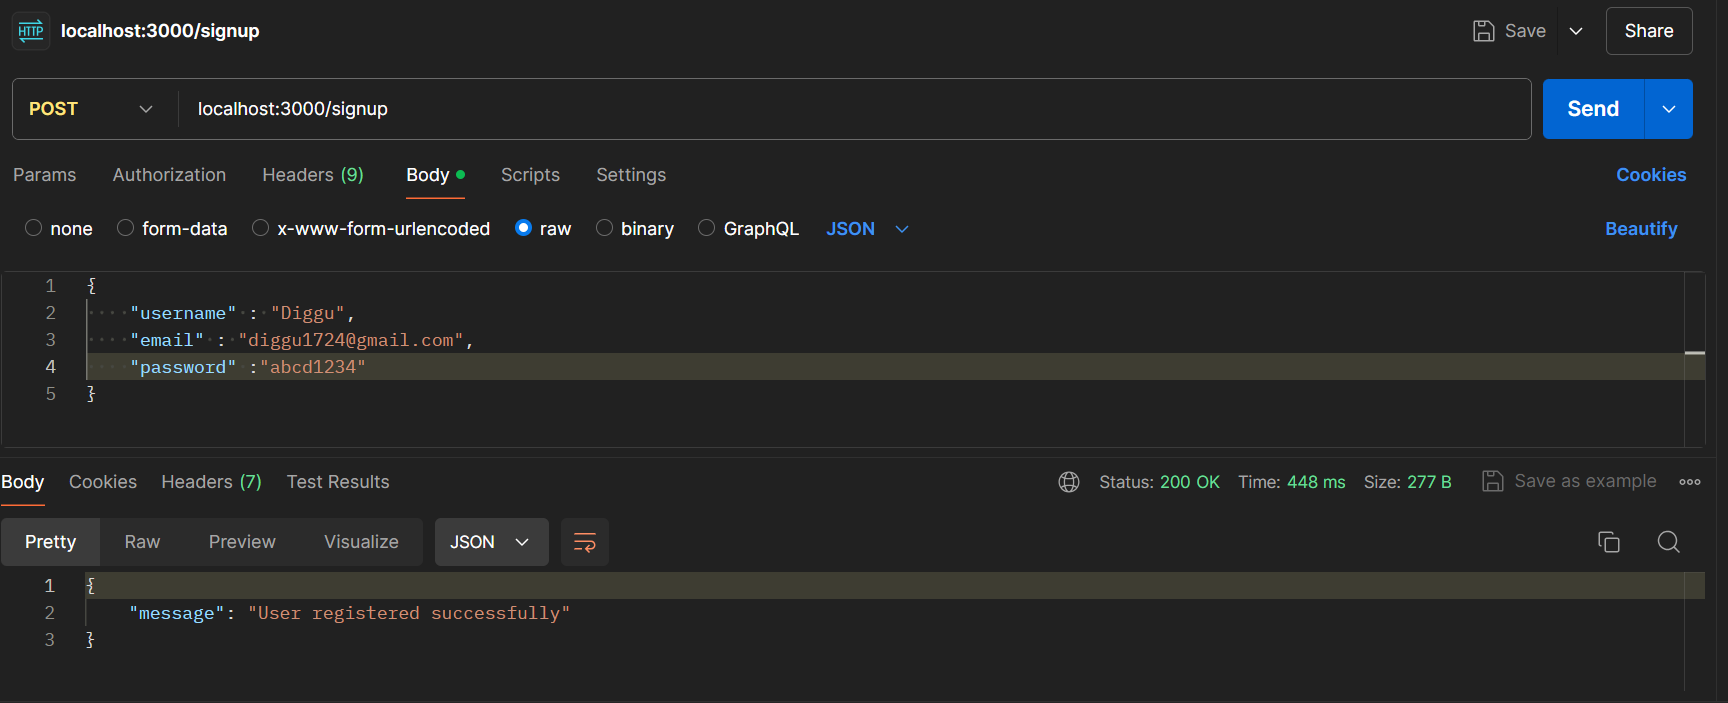 HTTP localhost:3000/signup Save Share
POST localhost:3000/signup Send
Params Authorization Headers (9) Body Scripts Settings Cookies
none form-data x-www-form-urlencoded raw binary GraphQL JSON Beautify
1 {
2 "username" : "Diggu",
3 "email" : "diggu1724@gmail.com",
4 "password" :"abcd1234"
5 }
Body Cookies Headers (7) Test Results Status: 200 OK Time: 448 ms Size: 277 B Save as example
Pretty Raw Preview Visualize JSON
1 {
2 "message": "User registered successfully"
3 }